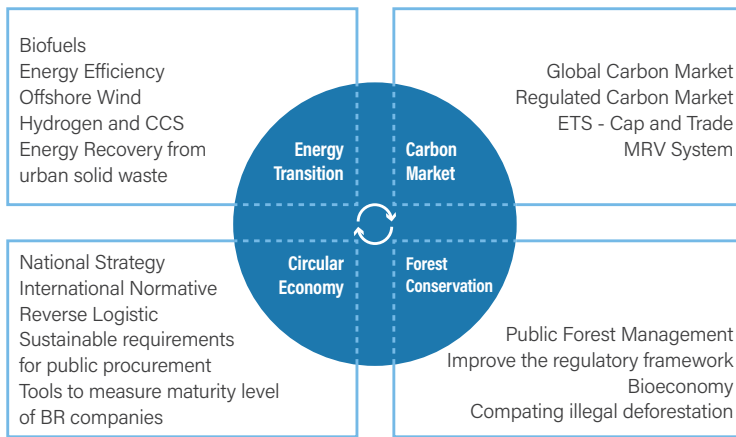 Biofuels
Energy Efficiency
Offshore Wind
Hydrogen and CCS
Energy Recovery from
urban solid waste
Global Carbon Market
Regulated Carbon Market
ETS - Cap and Trade
MRV System
Energy
Transition
Carbon
Market
Circular
Economy
Forest
Conservation
National Strategy
International Normative
Reverse Logistic
Sustainable requirements
for public procurement
Tools to measure maturity level
of BR companies
Public Forest Management
Improve the regulatory framework
Bioeconomy
Compating illegal deforestation